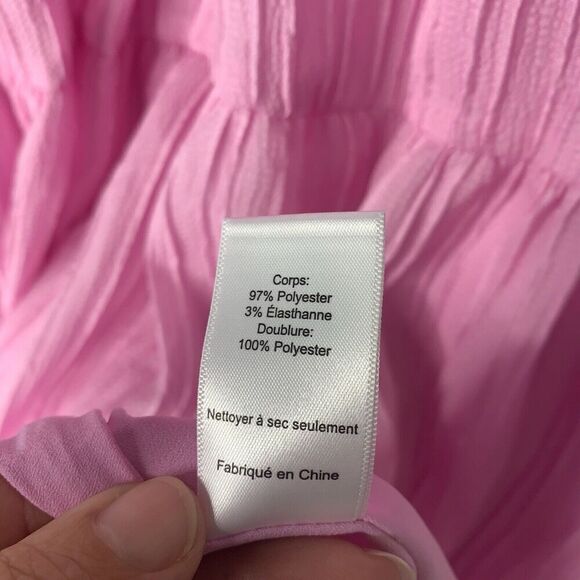 Corps:
97% Polyester
3% Élasthanne
Doublure:
100% Polyester
Nettoyer à sec seulement
Fabriqué en Chine